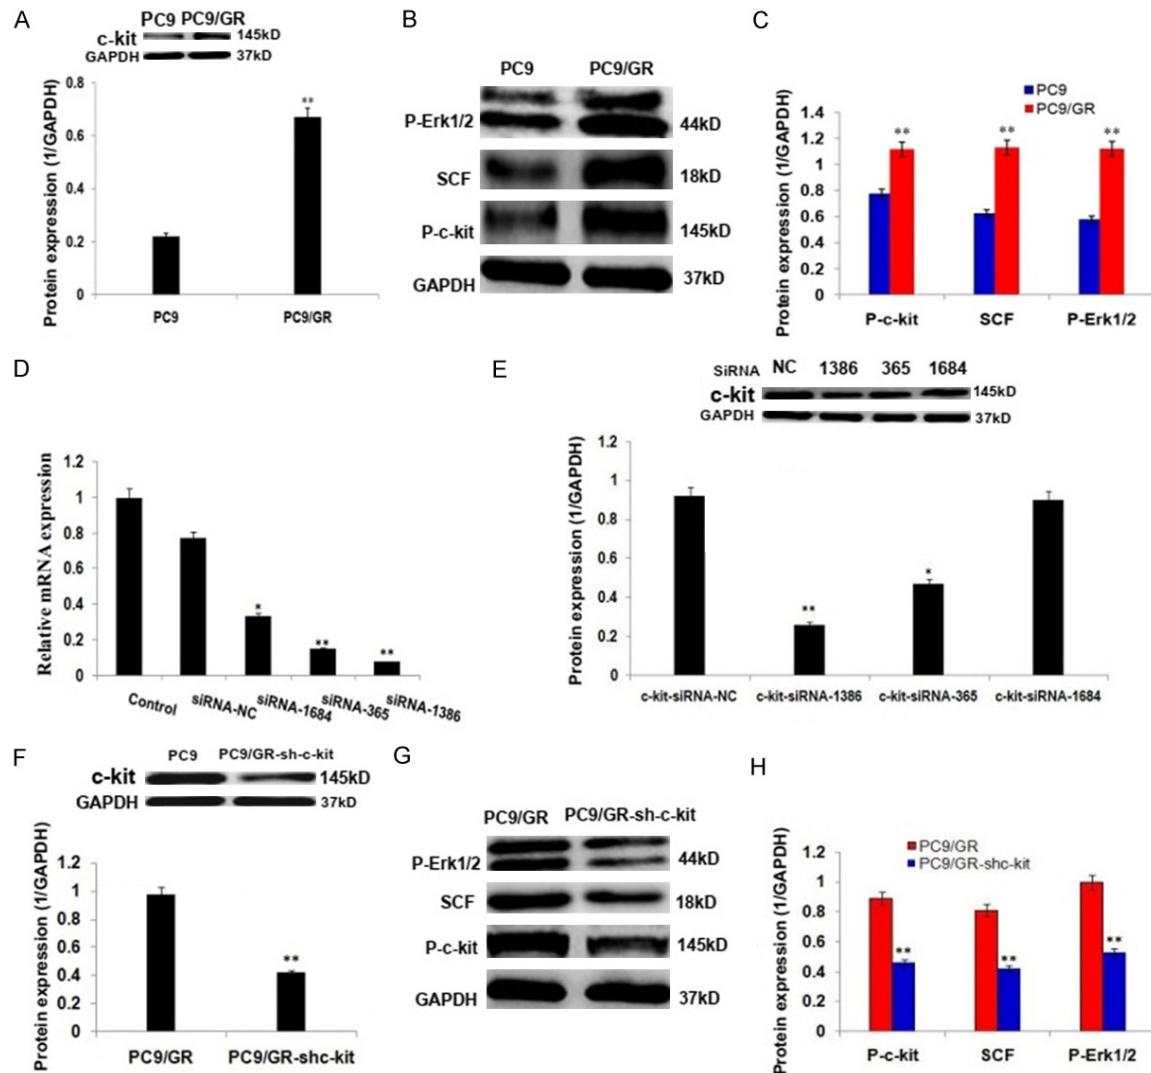 A
PC9 PC9/GR
c-kit 145kD
GAPDH 37kD
Protein expression (1/GAPDH)
0.8
0.6
0.4
0.2
0
**
PC9 PC9/GR
B
PC9 PC9/GR
P-Erk1/2 44kD
SCF 18kD
P-c-kit 145kD
GAPDH 37kD
C
PC9
PC9/GR
Protein expression (1/GAPDH)
1.4
1.2
1
0.8
0.6
0.4
0.2
0
** ** **
P-c-kit SCF P-Erk1/2
D
Relative mRNA expression
1.2
1
0.8
0.6
0.4
0.2
0
* ** **
Control siRNA-NC siRNA-1684 siRNA-365 siRNA-1386
E
SiRNA NC 1386 365 1684
c-kit 145kD
GAPDH 37kD
Protein expression (1/GAPDH)
1.2
1
0.8
0.6
0.4
0.2
0
** *
c-kit-siRNA-NC c-kit-siRNA-1386 c-kit-siRNA-365 c-kit-siRNA-1684
F
PC9 PC9/GR-sh-c-kit
c-kit 145kD
GAPDH 37kD
Protein expression (1/GAPDH)
1.2
1
0.8
0.6
0.4
0.2
0
**
PC9/GR PC9/GR-shc-kit
G
PC9/GR PC9/GR-sh-c-kit
P-Erk1/2 44kD
SCF 18kD
P-c-kit 145kD
GAPDH 37kD
H
PC9/GR
PC9/GR-shc-kit
Protein expression (1/GAPDH)
1.2
1
0.8
0.6
0.4
0.2
0
** ** **
P-c-kit SCF P-Erk1/2